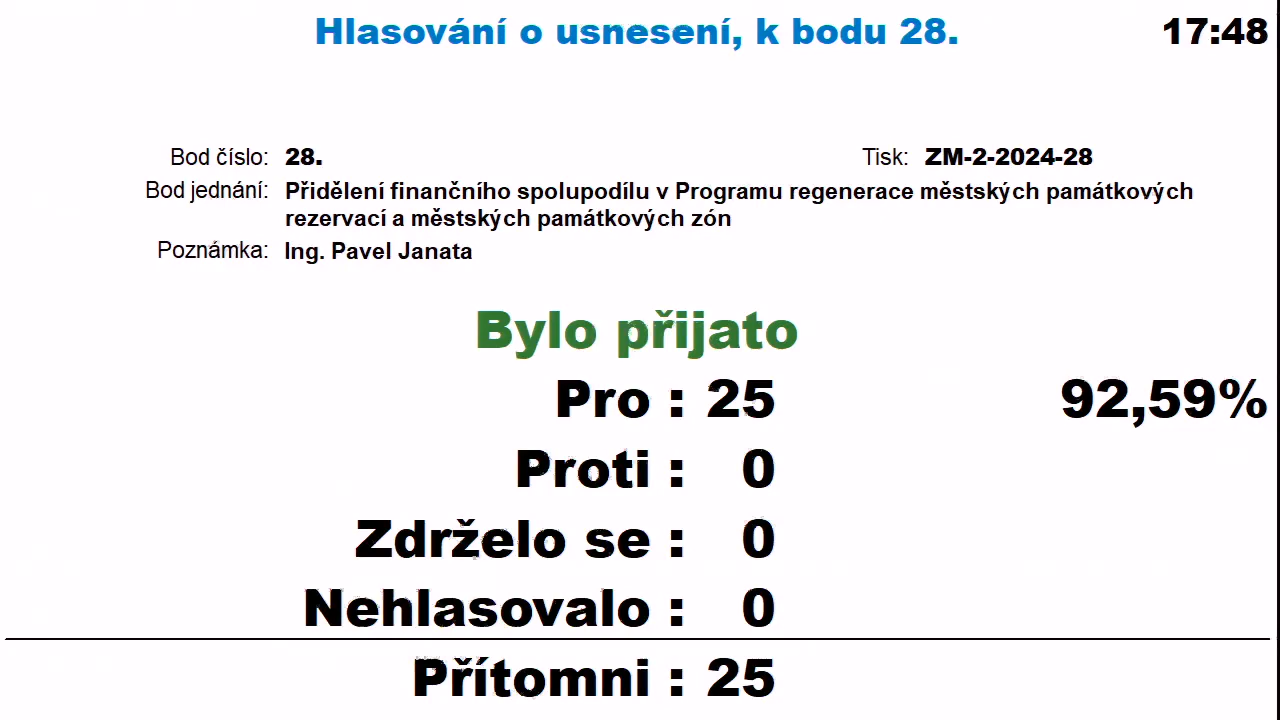 Hlasování o usnesení, k bodu 28. 17:48
Bod číslo: 28. Tisk: ZM-2-2024-28
Bod jednání: Přidělení finančního spolupodílu v Programu regenerace městských památkových
rezervací a městských památkových zón
Poznámka: Ing. Pavel Janata
Bylo přijato
Pro : 25 92,59%
Proti : 0
Zdrželo se : 0
Nehlasovalo : 0
Přítomni : 25